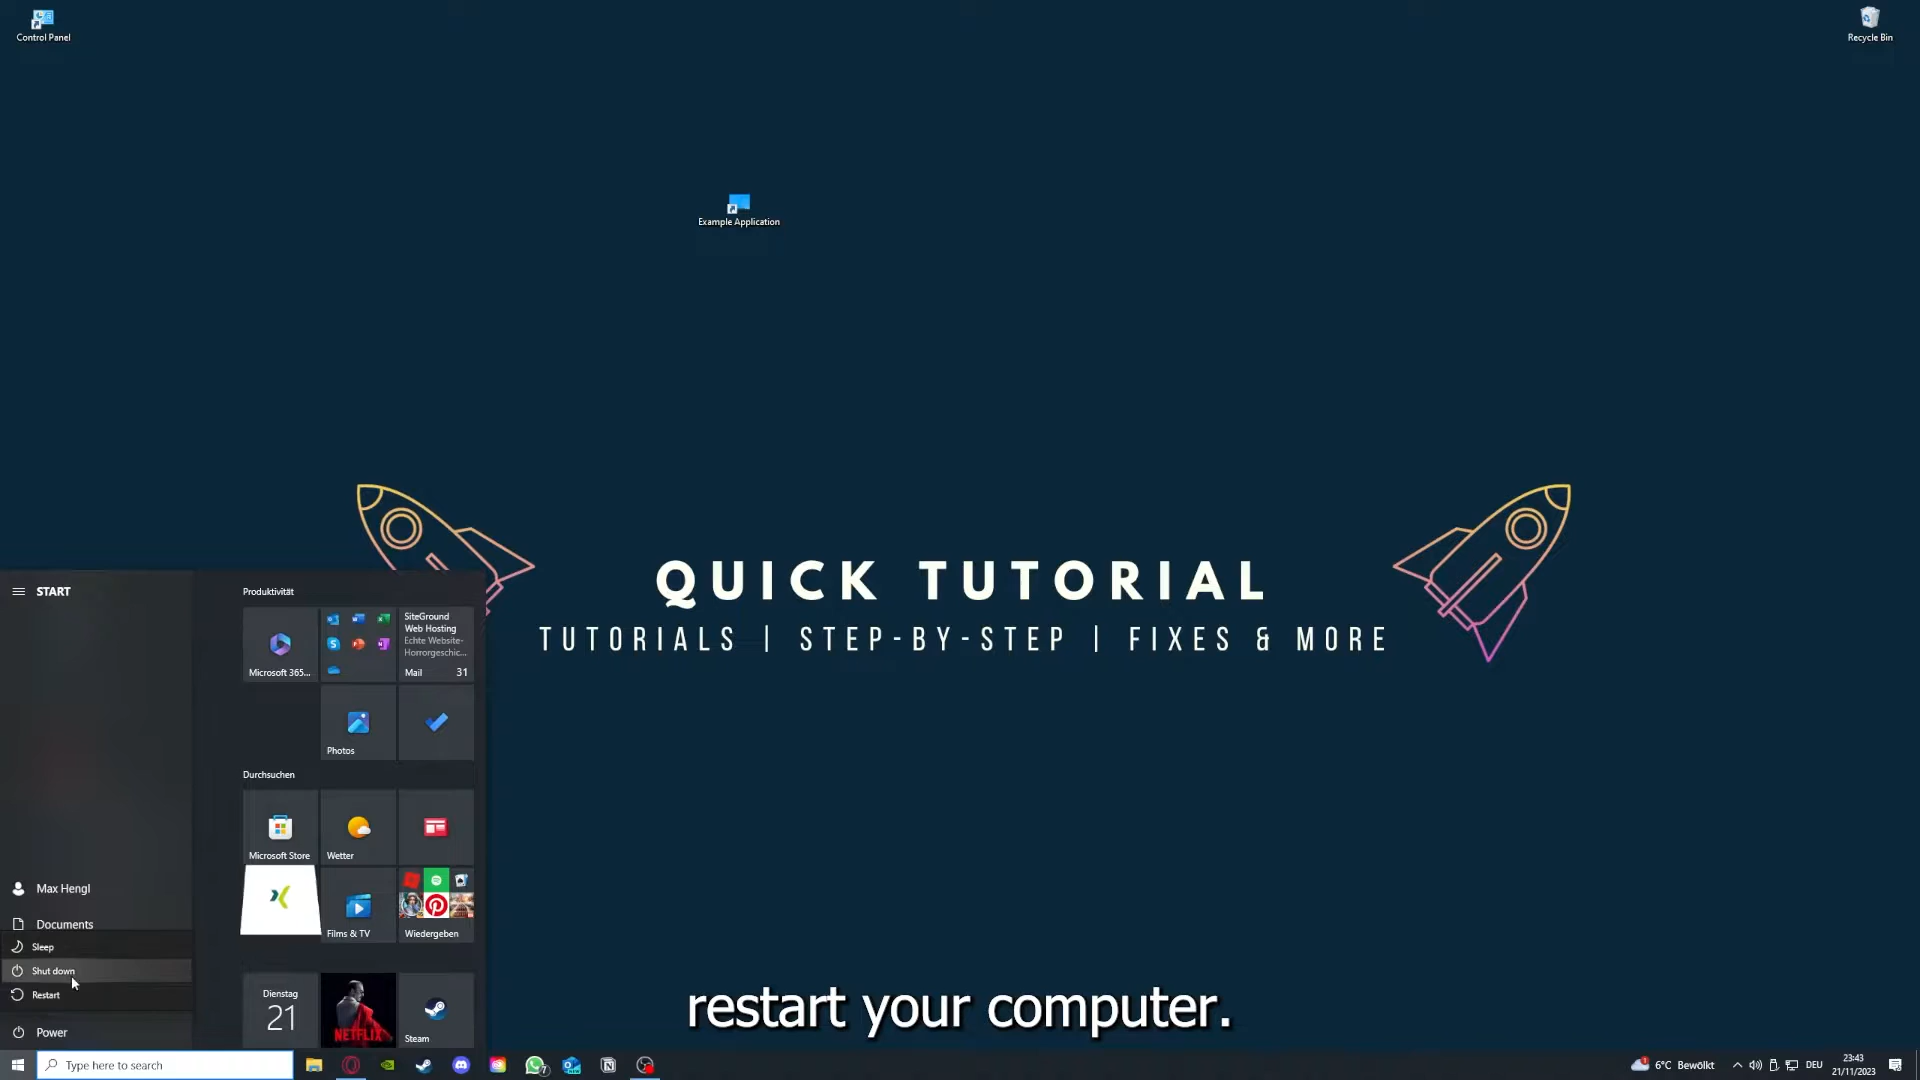 Control Panel
Recycle Bin
Example Application
QUICK TUTORIAL
TUTORIALS | STEP-BY-STEP | FIXES & MORE
START
Max Hengl
Documents
Sleep
Shut down
Restart
Power
Produktivität
Microsoft 365...
SiteGround
Web Hosting
Echte Website-
Horrorgeschic...
Mail 31
Photos
Durchsuchen
Microsoft Store
Wetter
Films & TV
Wiedergeben
Dienstag
21
NETFLIX
Steam
restart your computer.
Type here to search
7
6°C Bewölkt
DEU
23:43
21/11/2023